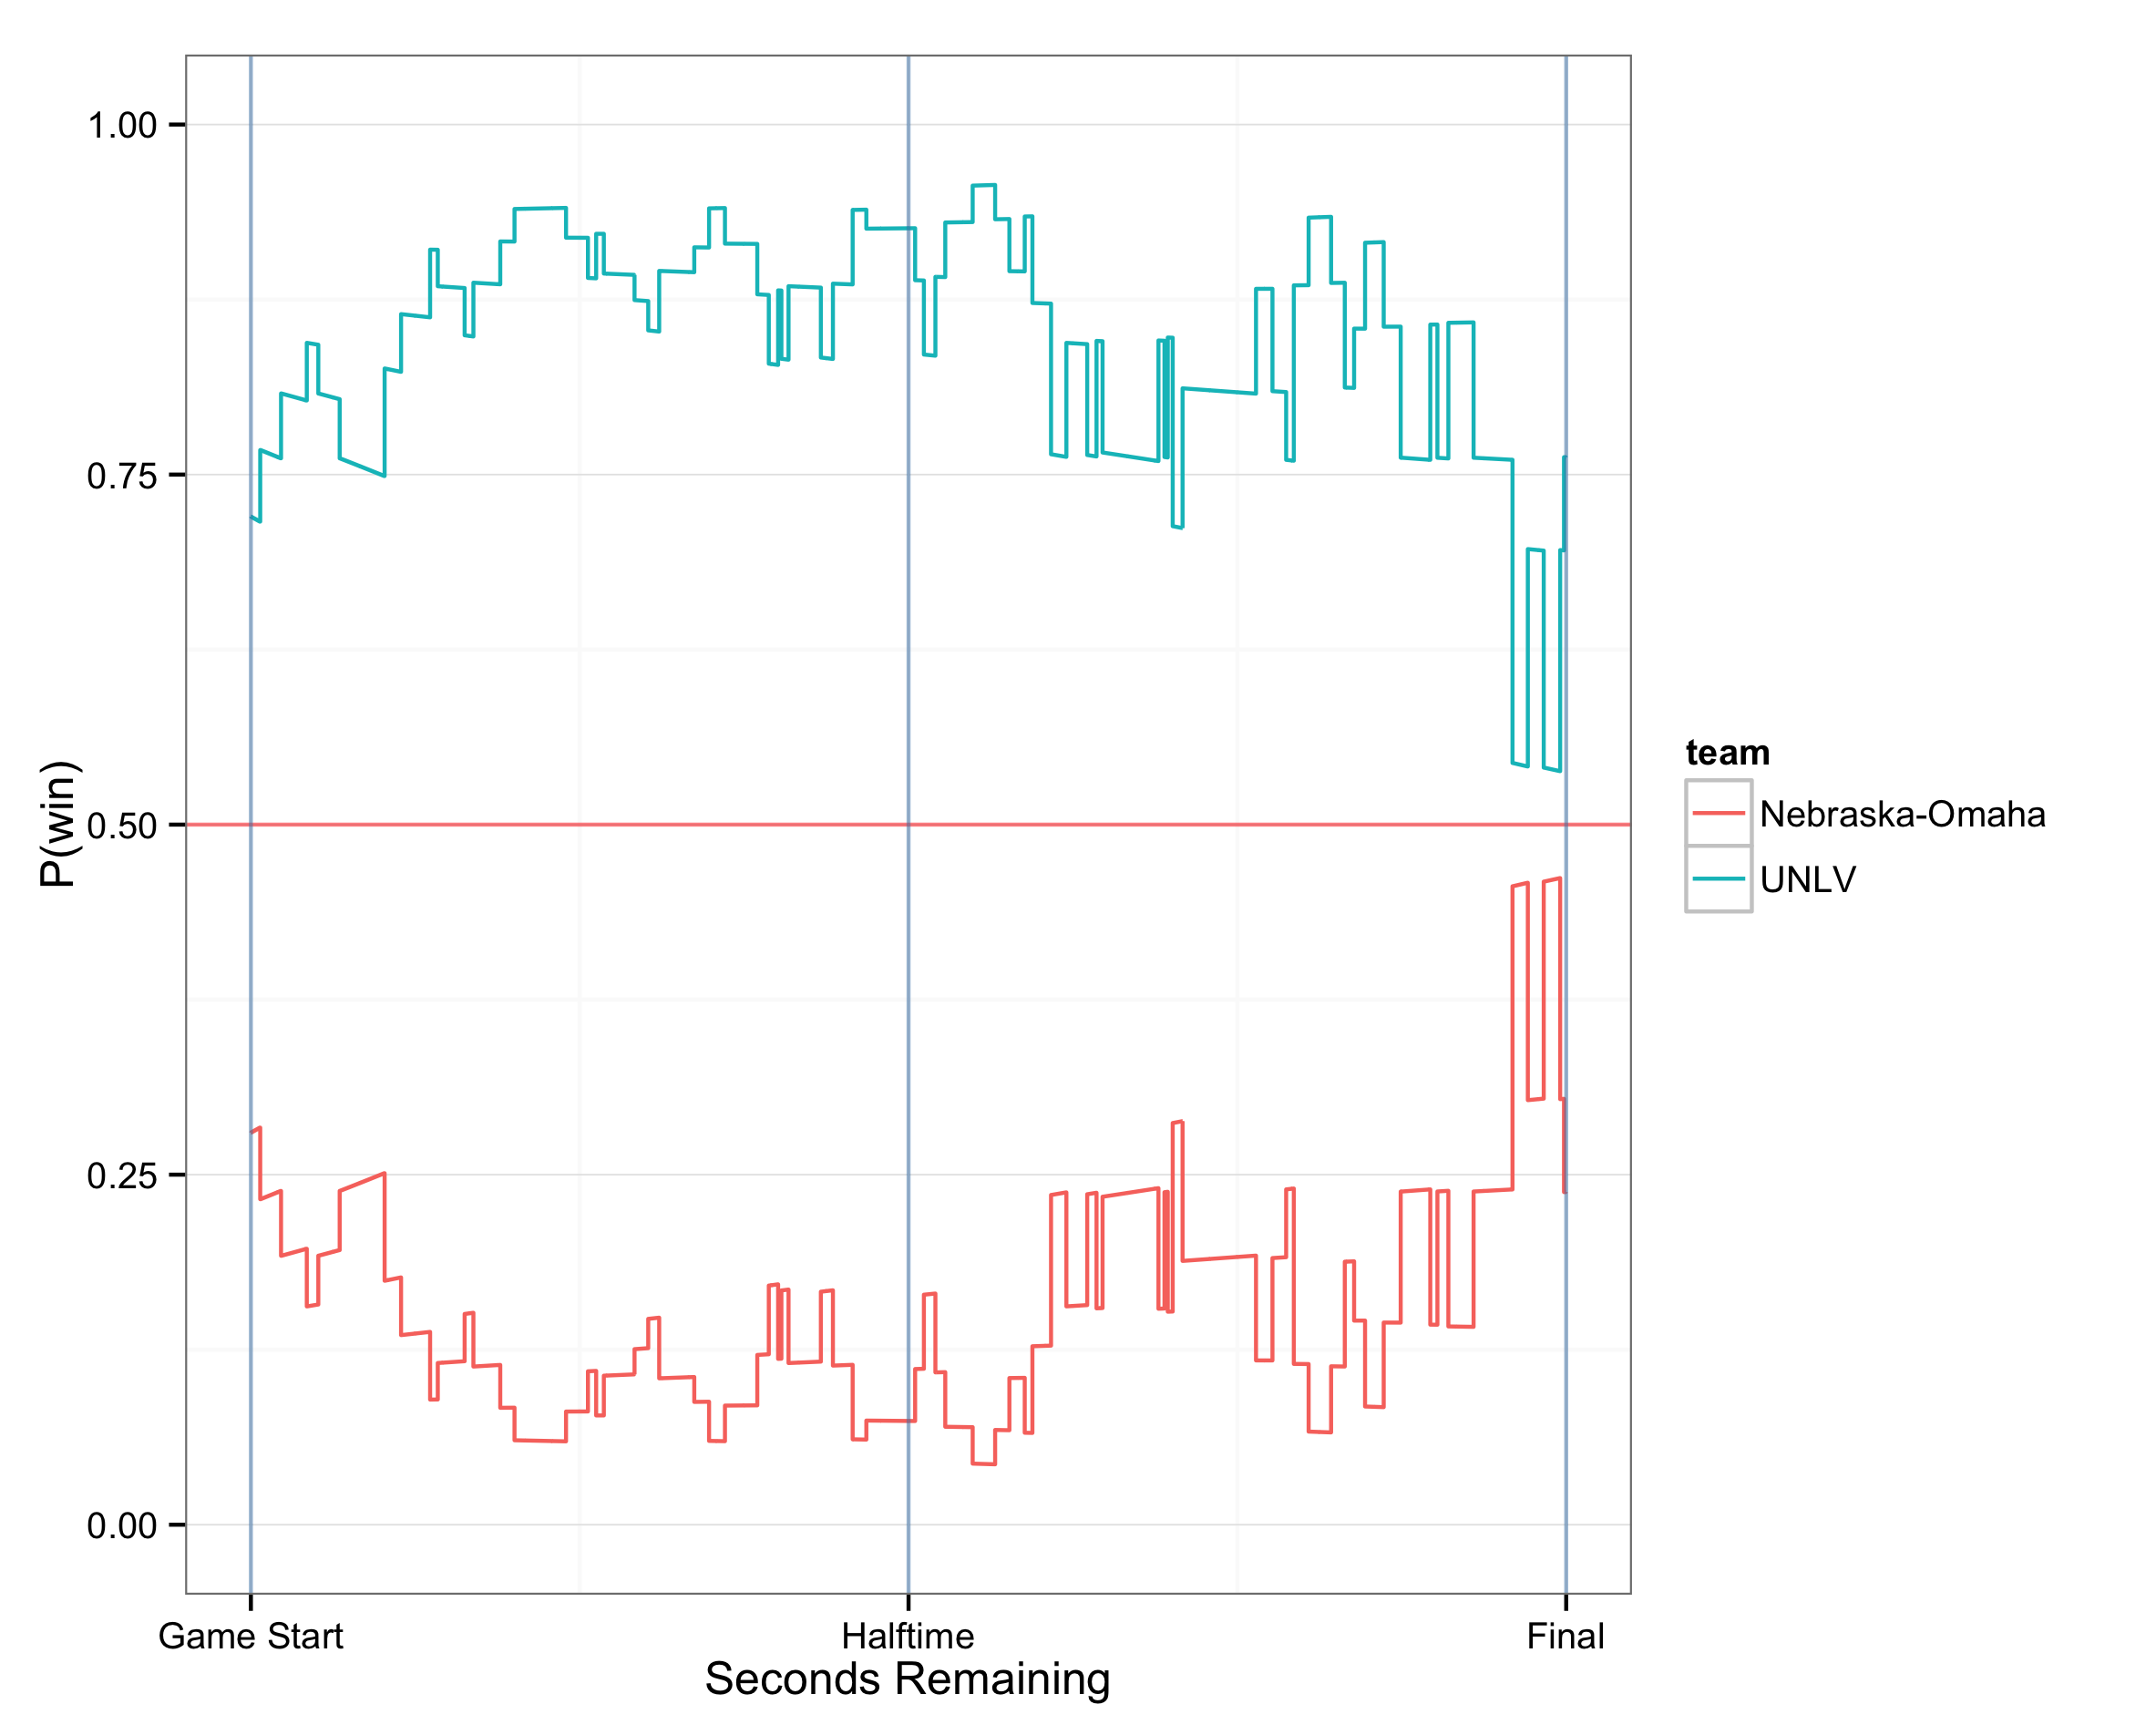 1.00
0.75
0.50
0.25
0.00
P(win)
Game Start
Halftime
Final
Seconds Remaining
team
Nebraska-Omaha
UNLV